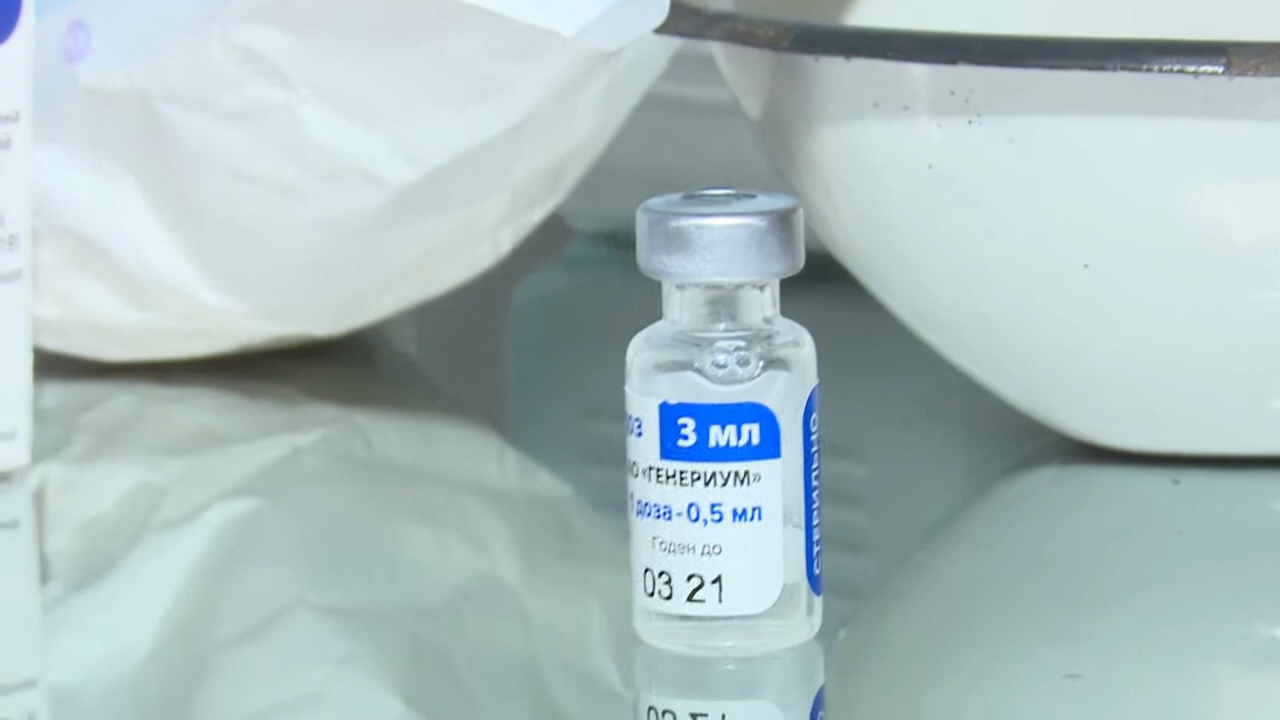 3 мл
«ГЕНЕРИУМ»
доза-0,5 мл
Годен до
03 21
СТЕРИЛЬНО